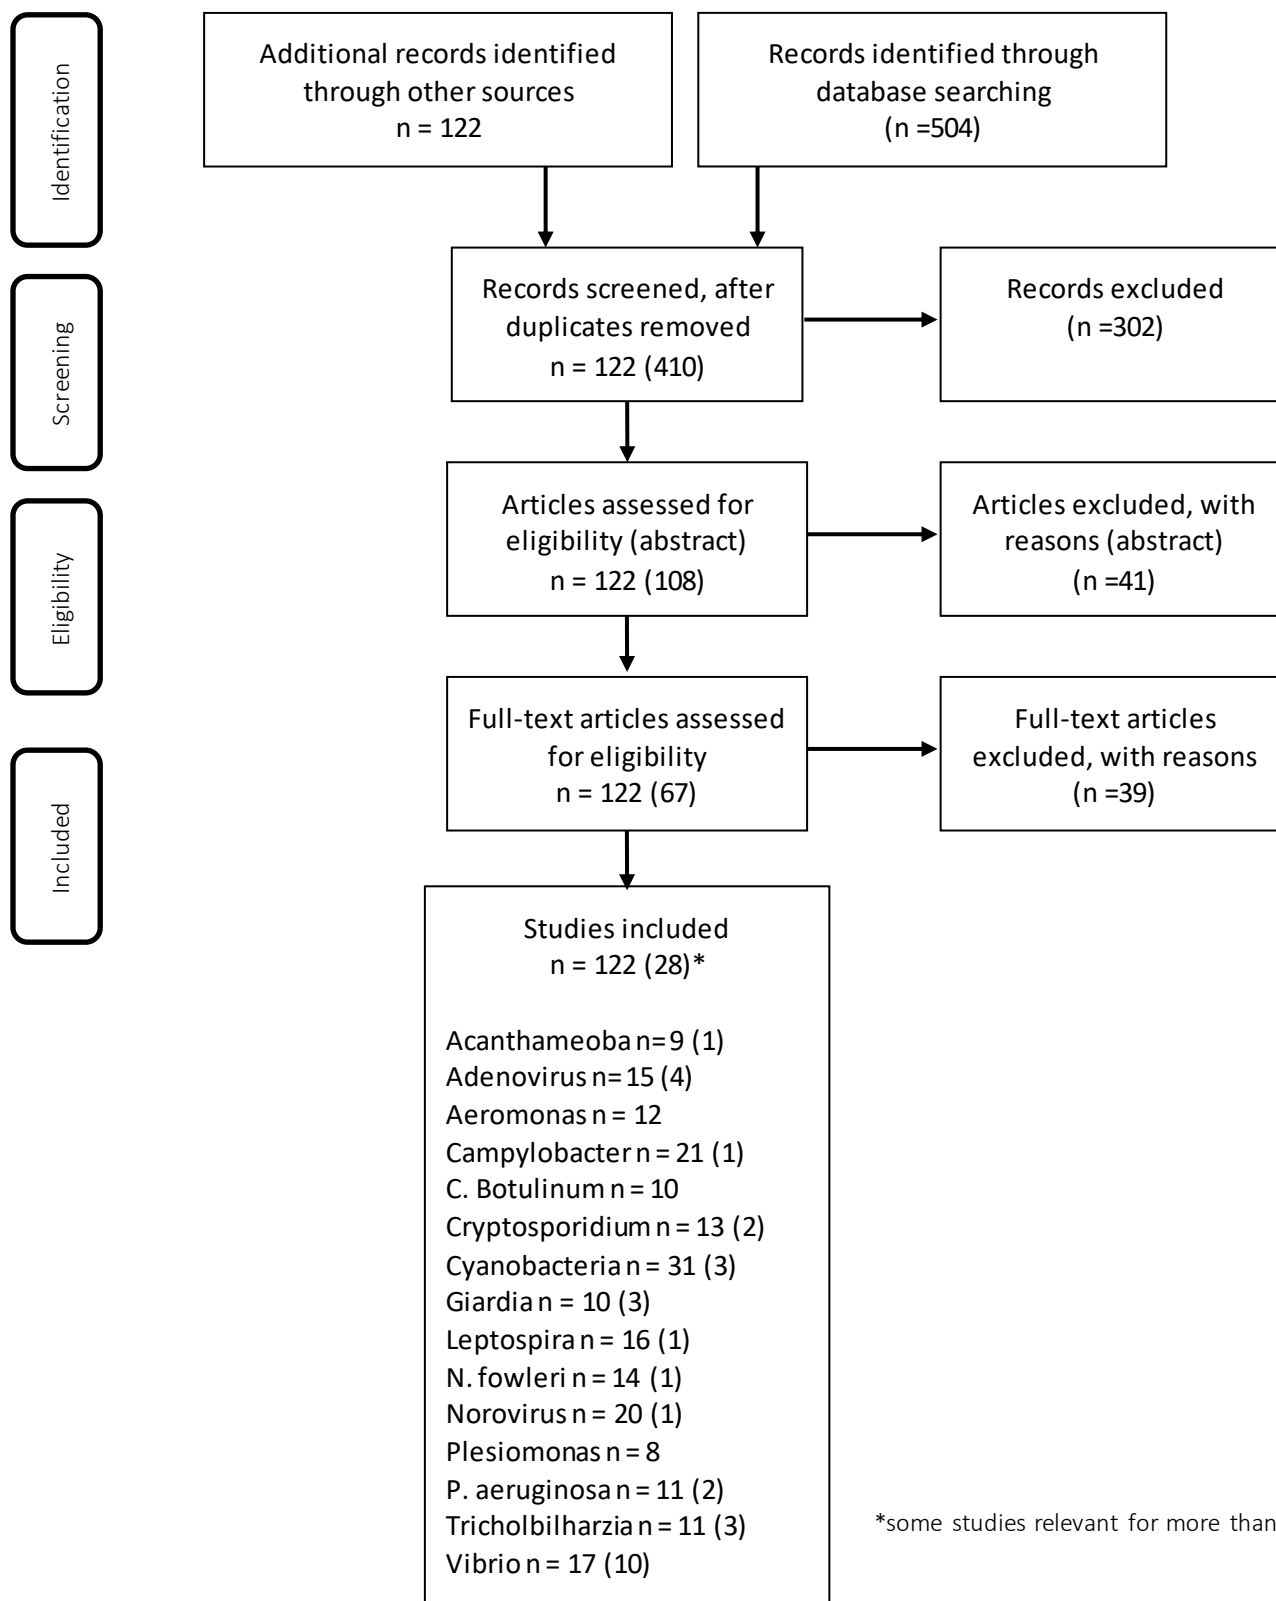 Identification
Additional records identified
through other sources
n = 122
Records identified through
database searching
(n =504)
Screening
Records screened, after
duplicates removed
n = 122 (410)
Records excluded
(n =302)
Eligibility
Articles assessed for
eligibility (abstract)
n = 122 (108)
Articles excluded, with
reasons (abstract)
(n =41)
Full-text articles assessed
for eligibility
n = 122 (67)
Full-text articles
excluded, with reasons
(n =39)
Included
Studies included
n = 122 (28)*
Acanthameoba n= 9 (1)
Adenovirus n= 15 (4)
Aeromonas n = 12
Campylobacter n = 21 (1)
C. Botulinum n = 10
Cryptosporidium n = 13 (2)
Cyanobacteria n = 31 (3)
Giardia n = 10 (3)
Leptospira n = 16 (1)
N. fowleri n = 14 (1)
Norovirus n = 20 (1)
Plesiomonas n = 8
P. aeruginosa n = 11 (2)
Tricholbilharzia n = 11 (3)
Vibrio n = 17 (10)
*some studies relevant for more than